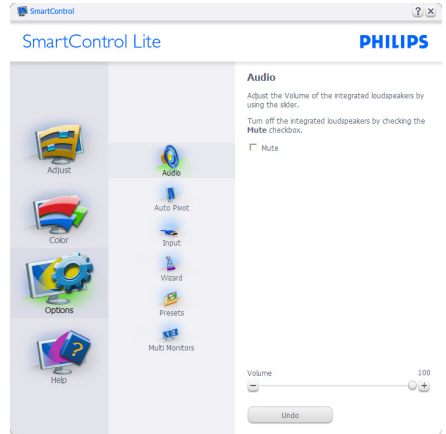 SmartControl
SmartControl Lite
PHILIPS
Adjust
Color
Options
Help
Audio
Auto Pivot
Input
Wizard
Presets
Multi Monitors
Audio
Adjust the Volume of the integrated loudspeakers by
using the slider.
Turn off the integrated loudspeakers by checking the
Mute checkbox.
Mute
Volume 100
Undo